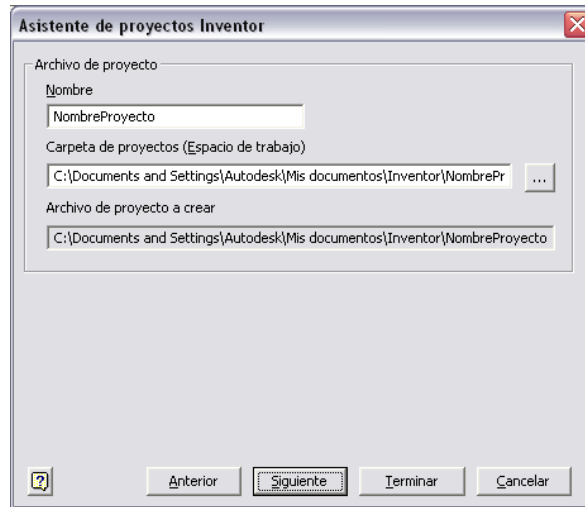 Asistente de proyectos Inventor
Archivo de proyecto
Nombre
NombreProyecto
Carpeta de proyectos (Espacio de trabajo)
C:\Documents and Settings\Autodesk\Mis documentos\Inventor\NombrePr
...
Archivo de proyecto a crear
C:\Documents and Settings\Autodesk\Mis documentos\Inventor\NombreProyecto
? Anterior Siguiente Terminar Cancelar